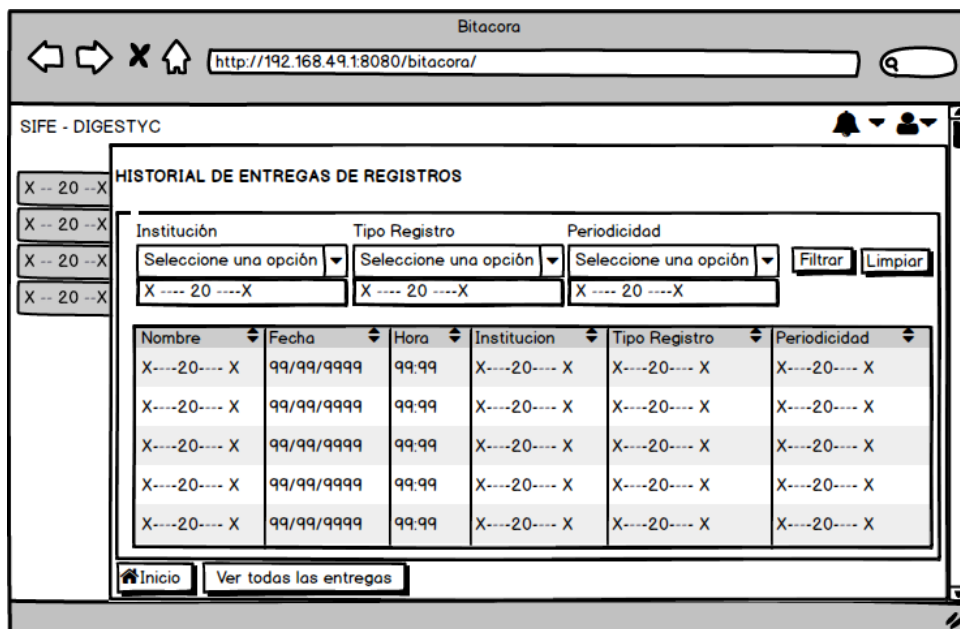 Bitacora
http://192.168.49.1:8080/bitacora/
SIFE - DIGESTYC
X -- 20 --X
X -- 20 --X
X -- 20 --X
X -- 20 --X
HISTORIAL DE ENTREGAS DE REGISTROS
Institución Tipo Registro Periodicidad
Seleccione una opción Seleccione una opción Seleccione una opción Filtrar Limpiar
X ---- 20 ----X X ---- 20 ----X X ---- 20 ----X
Nombre Fecha Hora Institucion Tipo Registro Periodicidad
X----20---- X 99/99/9999 99:99 X----20---- X X----20---- X X----20---- X
X----20---- X 99/99/9999 99:99 X----20---- X X----20---- X X----20---- X
X----20---- X 99/99/9999 99:99 X----20---- X X----20---- X X----20---- X
X----20---- X 99/99/9999 99:99 X----20---- X X----20---- X X----20---- X
X----20---- X 99/99/9999 99:99 X----20---- X X----20---- X X----20---- X
Inicio Ver todas las entregas